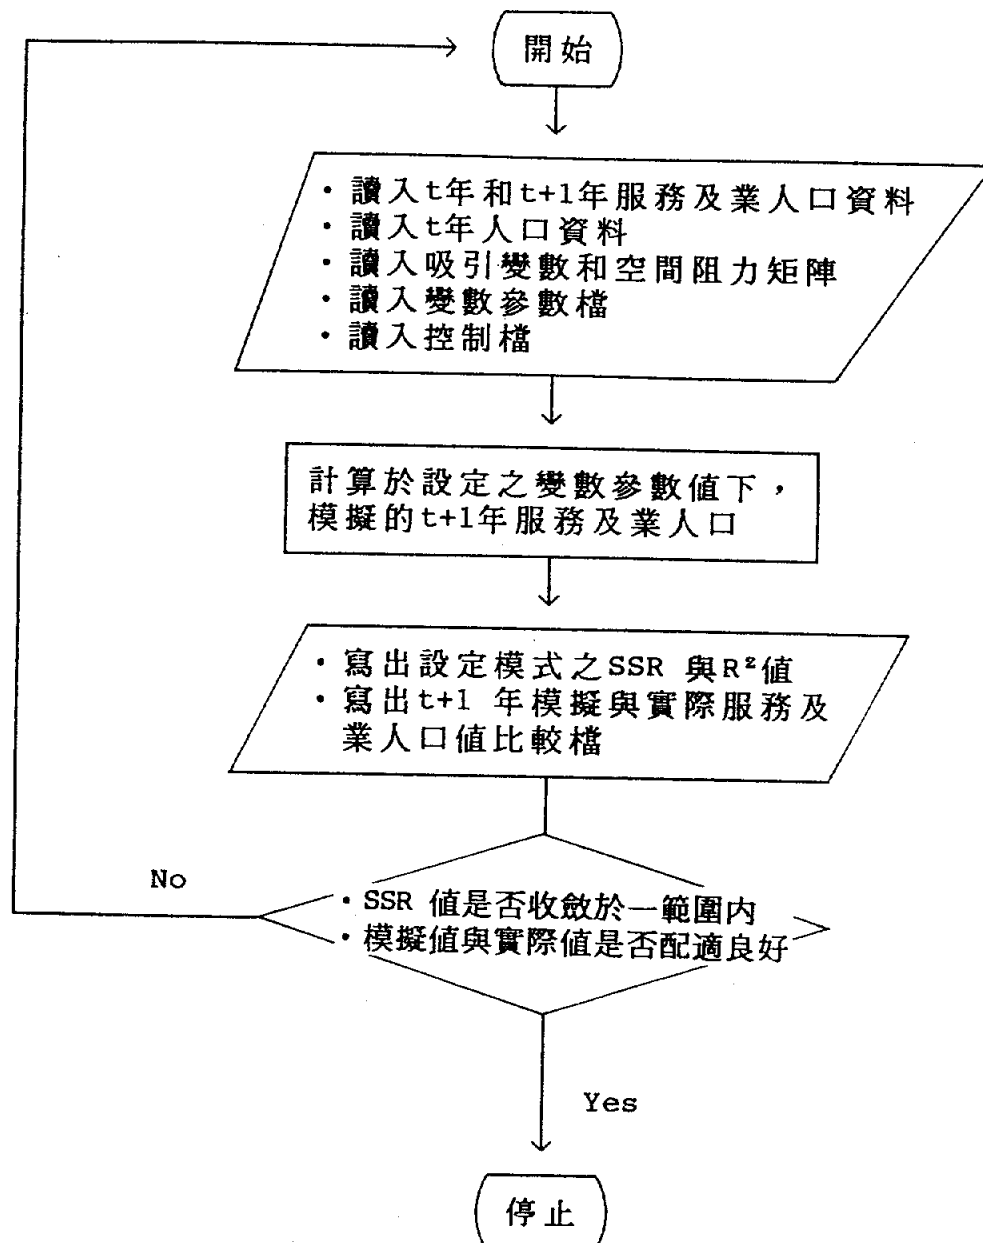 開始
・讀入t年和t+1年服務及業人口資料
・讀入t年人口資料
・讀入吸引變數和空間阻力矩陣
・讀入變數參數檔
・讀入控制檔
計算於設定之變數參數值下，
模擬的t+1年服務及業人口
・寫出設定模式之SSR 與R²值
・寫出t+1 年模擬與實際服務及
業人口值比較檔
No
・SSR 值是否收斂於一範圍內
・模擬值與實際值是否配適良好
Yes
停止